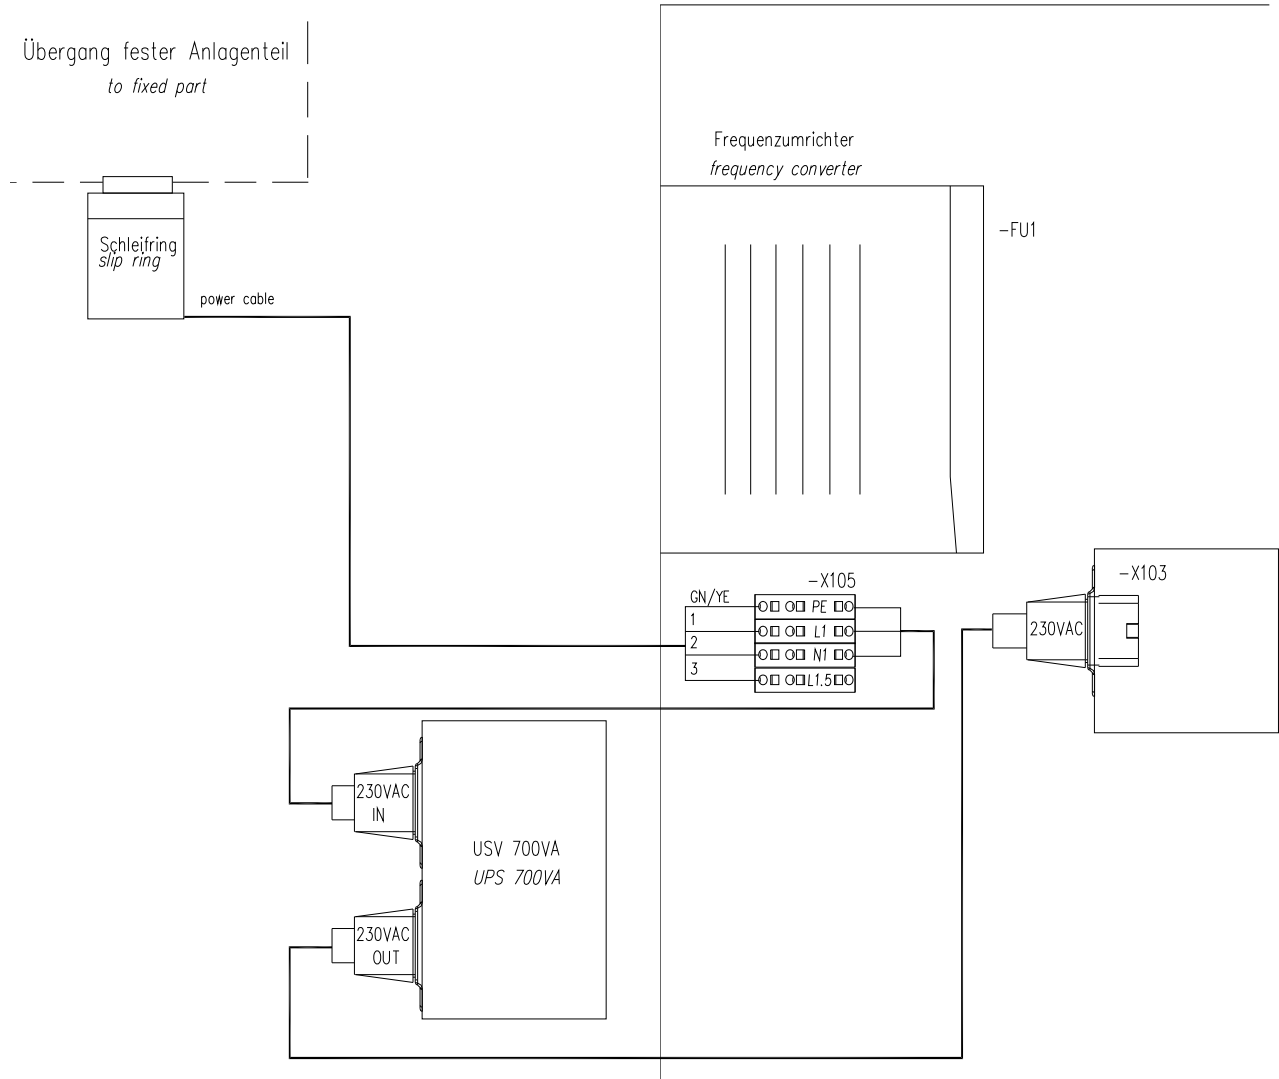 Übergang fester Anlagenteil
to fixed part
Frequenzumrichter
frequency converter
-FU1
Schleifring
slip ring
power cable
-X105
-X103
GN/YE
PE
1
L1
230VAC
2
N1
3
L1.5
230VAC
IN
USV 700VA
UPS 700VA
230VAC
OUT